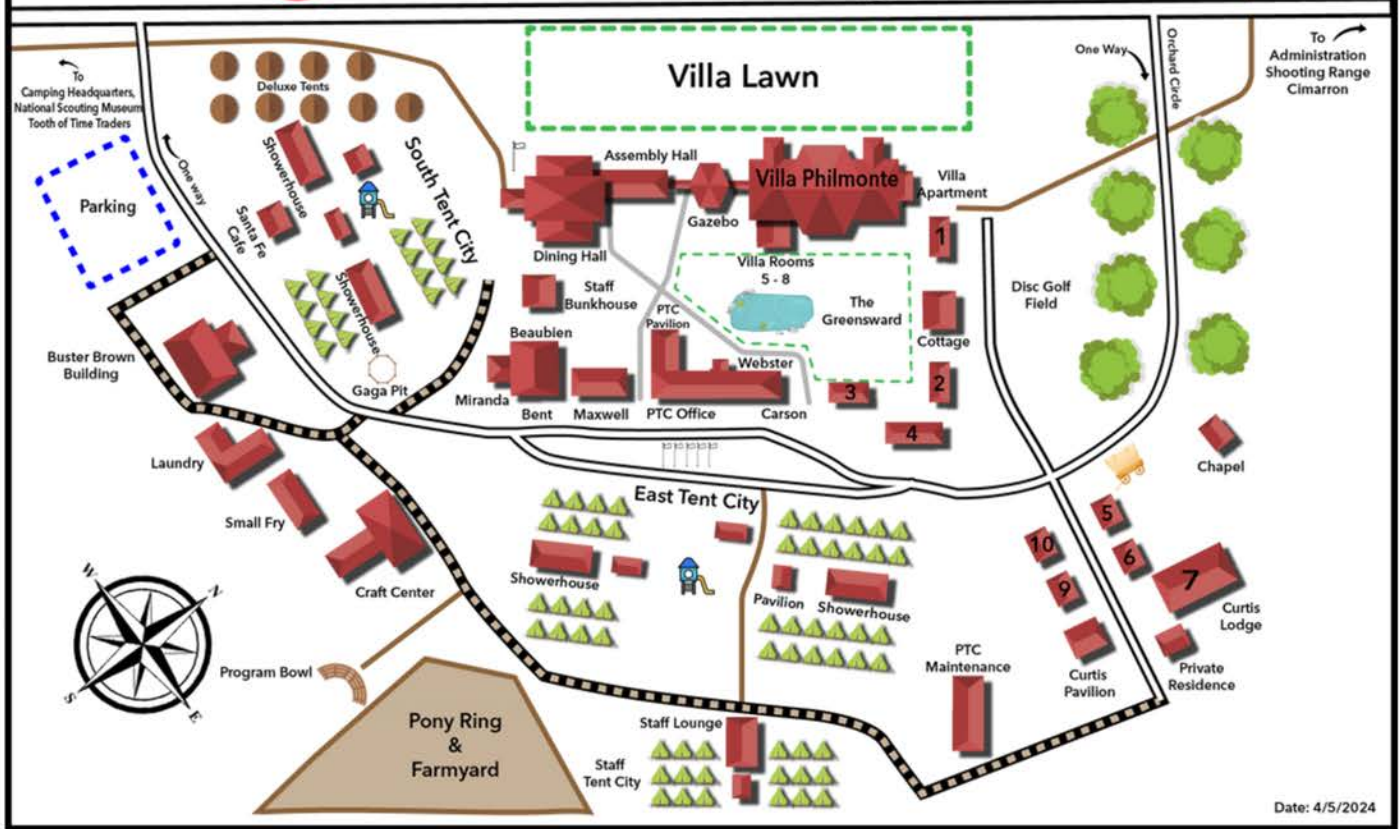 Villa Lawn
One Way
Orchard Circle
To
Administration
Shooting Range
Cimarron
To
Camping Headquarters,
National Scouting Museum
Tooth of Time Traders
Deluxe Tents
One way
Parking
Showerhouse
South Tent City
Santa Fe
Cafe
Showerhouse
Gaga Pit
Assembly Hall
Villa Philmonte
Gazebo
Dining Hall
Villa
Apartment
1
Villa Rooms
5 - 8
The
Greensward
Disc Golf
Field
Staff
Bunkhouse
PTC
Pavilion
Cottage
Beaubien
Webster
2
3
Miranda
Bent
Maxwell
PTC Office
Carson
4
Buster Brown
Building
Laundry
Small Fry
Craft Center
Chapel
East Tent City
Showerhouse
Pavilion
Showerhouse
5
10
6
9
7
Curtis
Lodge
Curtis
Pavilion
Private
Residence
PTC
Maintenance
W
N
S
E
Program Bowl
Pony Ring
&
Farmyard
Staff Lounge
Staff
Tent City
Date: 4/5/2024